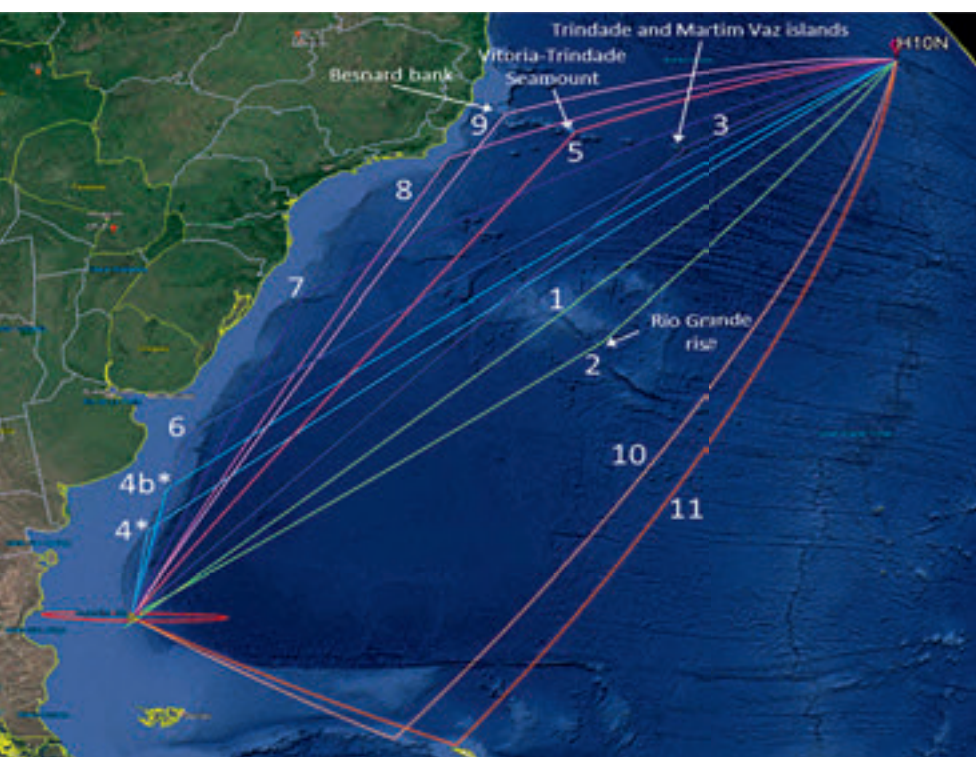 Trindade and Martim Vaz islands
H10N
Vitoria-Trindade
Seamount
Besnard bank
9
3
5
8
7
1
Rio Grande
rise
2
6
10
4b*
11
4*